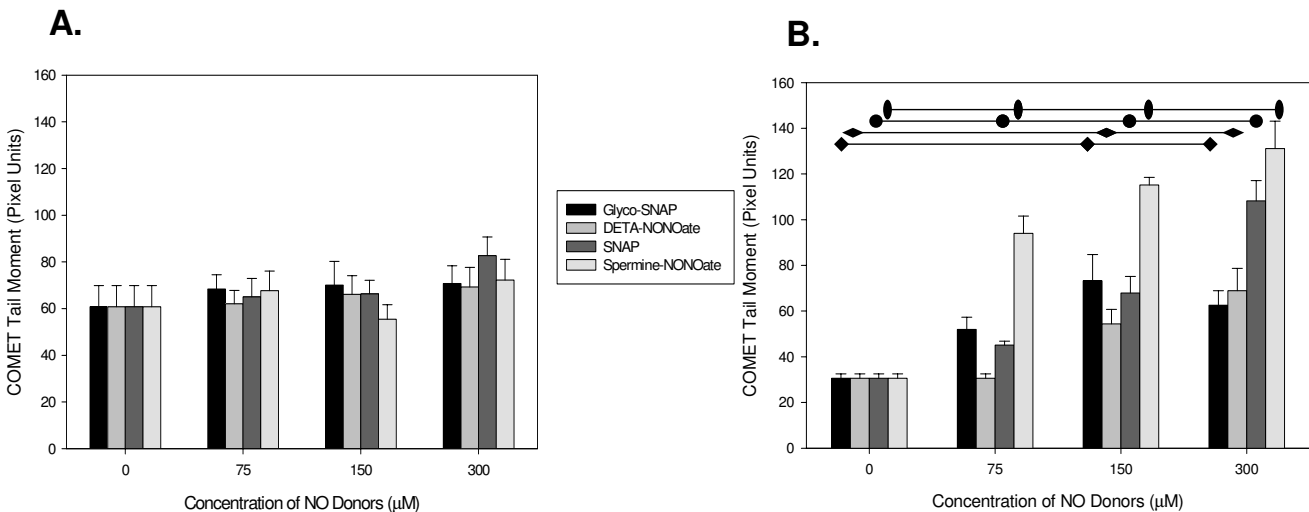 A.
COMET Tail Moment (Pixel Units)
160
140
120
100
80
60
40
20
0
0 75 150 300
Concentration of NO Donors (µM)
Glyco-SNAP
DETA-NONOate
SNAP
Spermine-NONOate
B.
COMET Tail Moment (Pixel Units)
160
140
120
100
80
60
40
20
0
0 75 150 300
Concentration of NO Donors (µM)